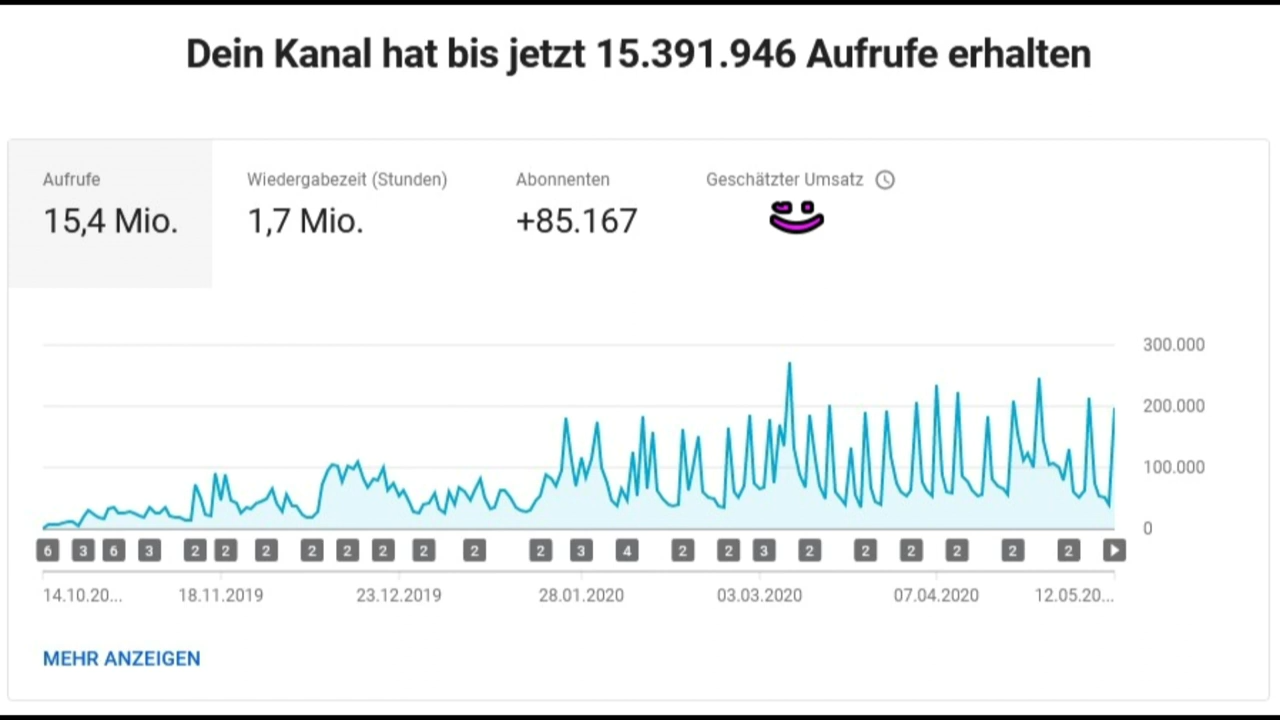 Dein Kanal hat bis jetzt 15.391.946 Aufrufe erhalten
Aufrufe
15,4 Mio.
Wiedergabezeit (Stunden)
1,7 Mio.
Abonnenten
+85.167
Geschätzter Umsatz
300.000
200.000
100.000
0
6 3 6 3 2 2 2 2 2 2 2 2 2 3 4 2 2 3 2 2 2 2 2 2
14.10.20... 18.11.2019 23.12.2019 28.01.2020 03.03.2020 07.04.2020 12.05.20...
MEHR ANZEIGEN